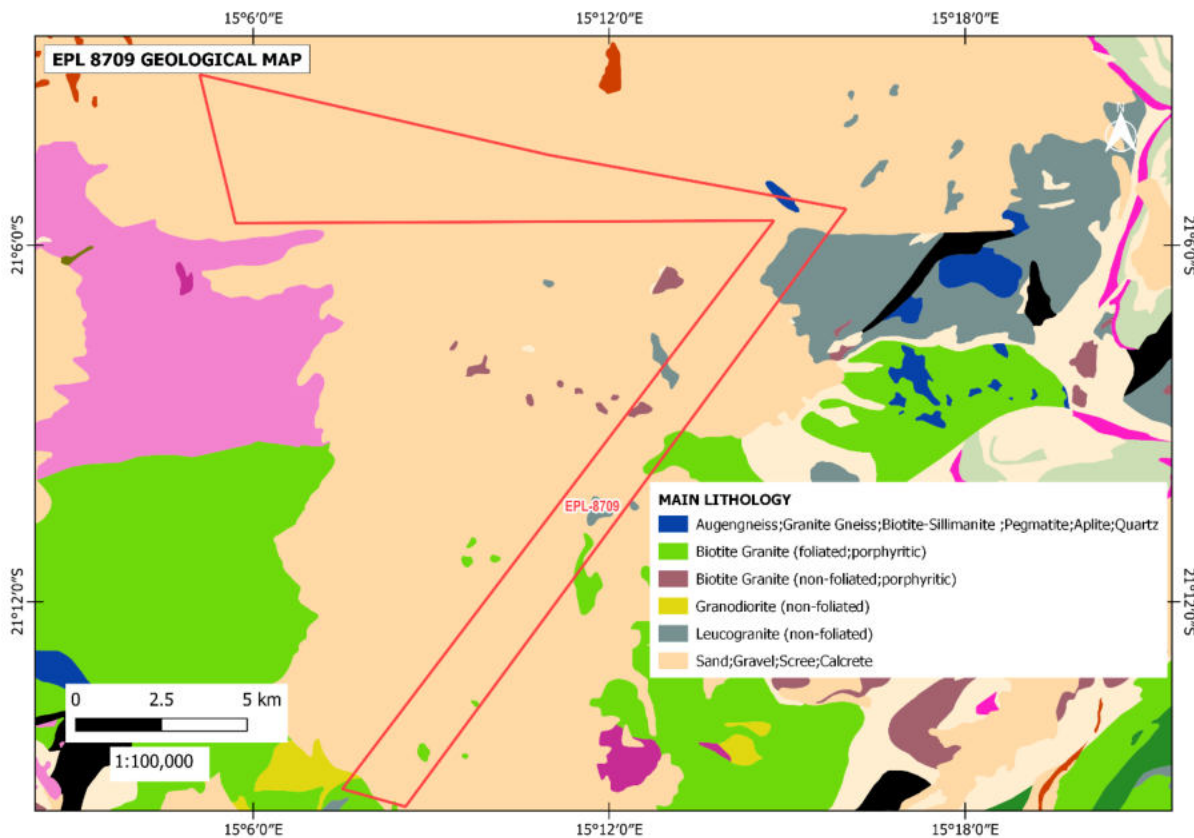 15°6′0″E 15°12′0″E 15°18′0″E
EPL 8709 GEOLOGICAL MAP
21°6′0″S 21°6′0″S
EPL-8709
MAIN LITHOLOGY
Augengneiss;Granite Gneiss;Biotite-Sillimanite ;Pegmatite;Aplite;Quartz
Biotite Granite (foliated;porphyritic)
Biotite Granite (non-foliated;porphyritic)
Granodiorite (non-foliated)
Leucogranite (non-foliated)
Sand;Gravel;Scree;Calcrete
21°12′0″S 21°12′0″S
0 2.5 5 km
1:100,000
15°6′0″E 15°12′0″E 15°18′0″E